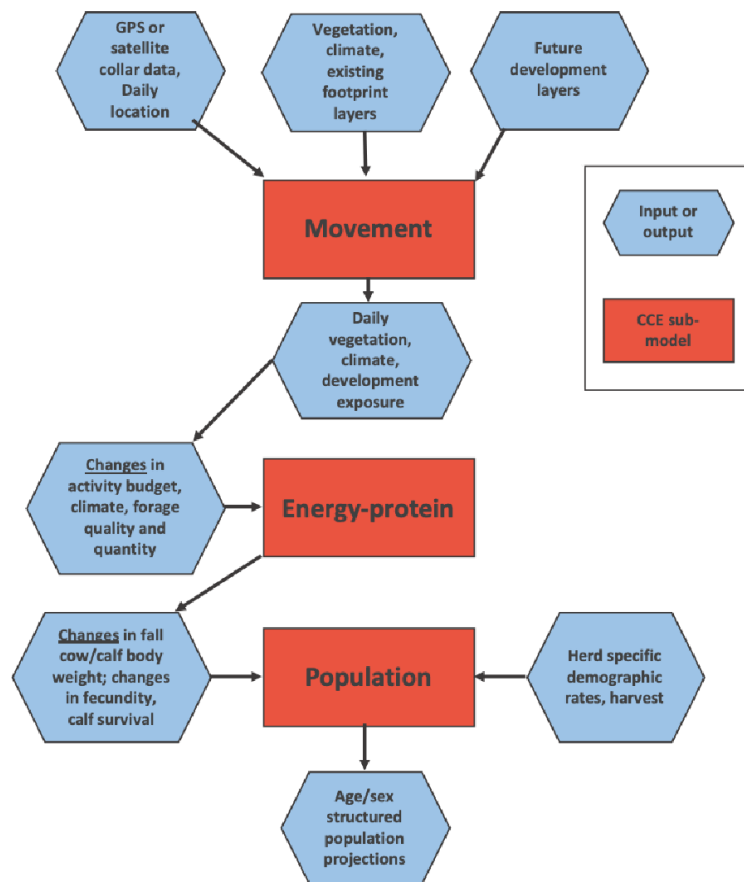 GPS or
satellite
collar data,
Daily
location
Vegetation,
climate,
existing
footprint
layers
Future
development
layers
Movement
Input or
output
CCE sub-
model
Daily
vegetation,
climate,
development
exposure
Changes in
activity budget,
climate, forage
quality and
quantity
Energy-protein
Changes in fall
cow/calf body
weight; changes
in fecundity,
calf survival
Population
Herd specific
demographic
rates, harvest
Age/sex
structured
population
projections